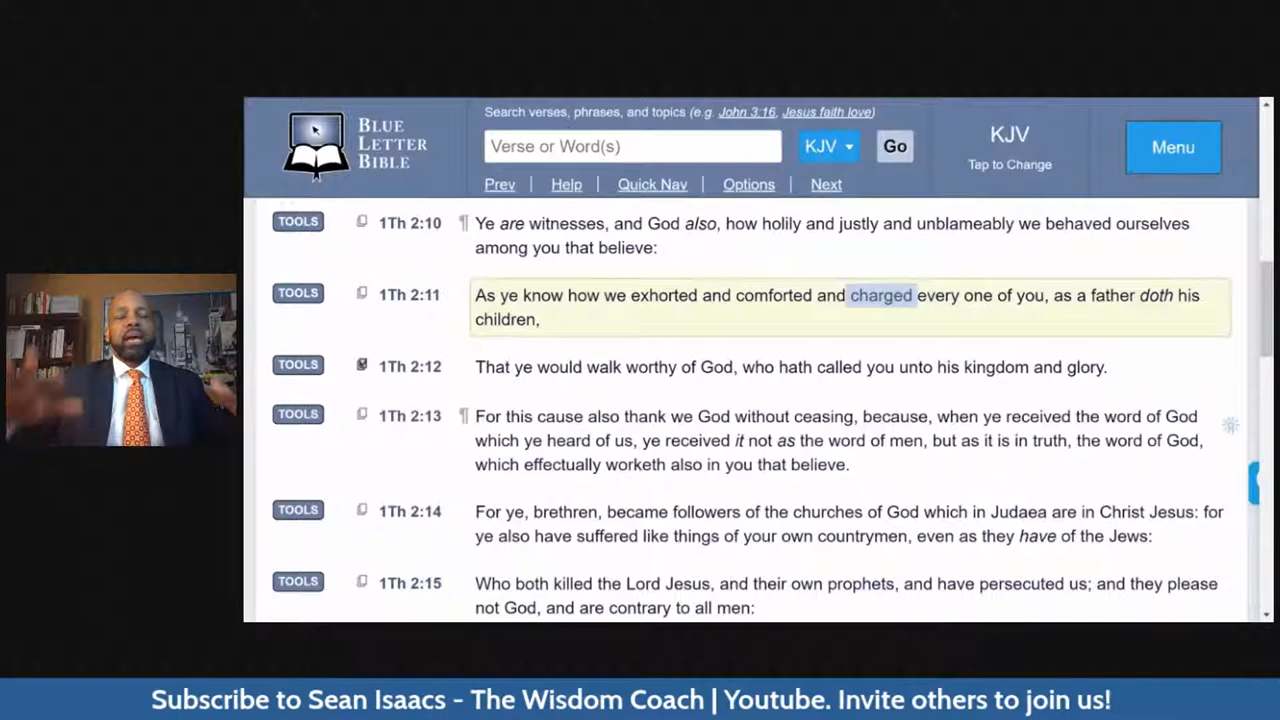 Search verses, phrases, and topics (e.g. John 3:16, Jesus faith love)
BLUE
LETTER
BIBLE
Verse or Word(s)
KJV
Go
KJV
Tap to Change
Menu
Prev | Help | Quick Nav | Options | Next
TOOLS 1Th 2:10 ¶ Ye are witnesses, and God also, how holily and justly and unblameably we behaved ourselves
among you that believe:
TOOLS 1Th 2:11 As ye know how we exhorted and comforted and charged every one of you, as a father doth his
children,
TOOLS 1Th 2:12 That ye would walk worthy of God, who hath called you unto his kingdom and glory.
TOOLS 1Th 2:13 ¶ For this cause also thank we God without ceasing, because, when ye received the word of God
which ye heard of us, ye received it not as the word of men, but as it is in truth, the word of God,
which effectually worketh also in you that believe.
TOOLS 1Th 2:14 For ye, brethren, became followers of the churches of God which in Judaea are in Christ Jesus: for
ye also have suffered like things of your own countrymen, even as they have of the Jews:
TOOLS 1Th 2:15 Who both killed the Lord Jesus, and their own prophets, and have persecuted us; and they please
not God, and are contrary to all men:
Subscribe to Sean Isaacs - The Wisdom Coach | Youtube. Invite others to join us!